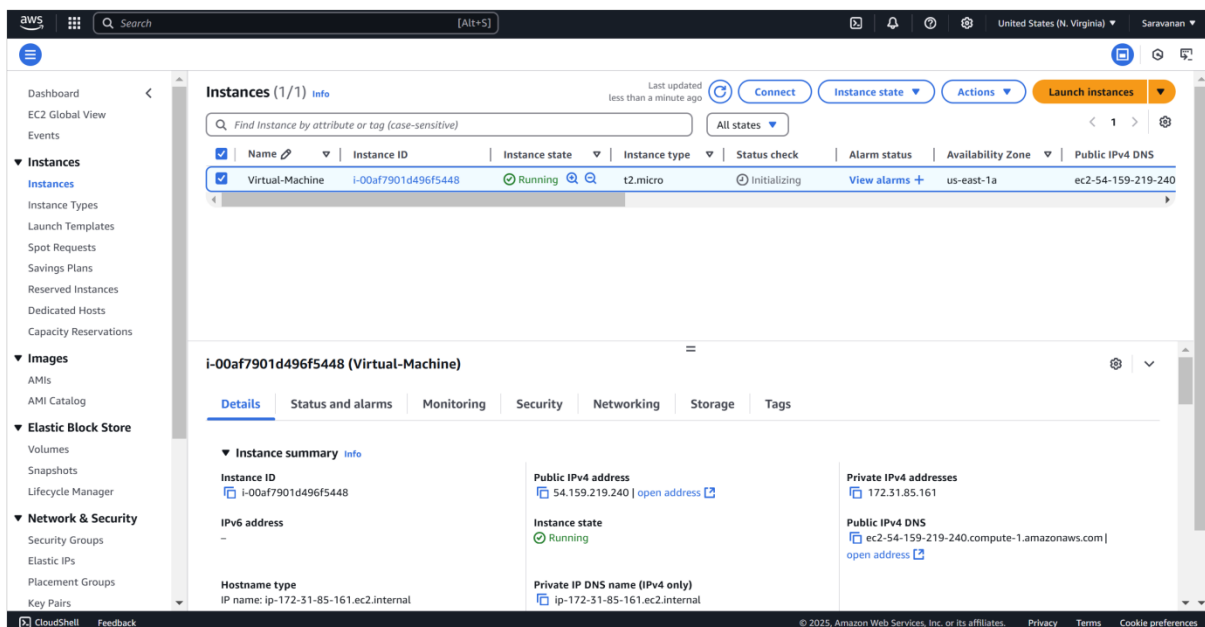 aws
Search
[Alt+S]
United States (N. Virginia)
Saravanan
Dashboard
EC2 Global View
Events
Instances
Instances
Instance Types
Launch Templates
Spot Requests
Savings Plans
Reserved Instances
Dedicated Hosts
Capacity Reservations
Images
AMIs
AMI Catalog
Elastic Block Store
Volumes
Snapshots
Lifecycle Manager
Network & Security
Security Groups
Elastic IPs
Placement Groups
Key Pairs
Instances (1/1) Info
Last updated
less than a minute ago
Connect
Instance state
Actions
Launch instances
Find Instance by attribute or tag (case-sensitive)
All states
1
Name Instance ID Instance state Instance type Status check Alarm status Availability Zone Public IPv4 DNS
Virtual-Machine i-00af7901d496f5448 Running t2.micro Initializing View alarms + us-east-1a ec2-54-159-219-240
i-00af7901d496f5448 (Virtual-Machine)
Details Status and alarms Monitoring Security Networking Storage Tags
Instance summary Info
Instance ID
i-00af7901d496f5448
Public IPv4 address
54.159.219.240 | open address
Private IPv4 addresses
172.31.85.161
IPv6 address
–
Instance state
Running
Public IPv4 DNS
ec2-54-159-219-240.compute-1.amazonaws.com |
open address
Hostname type
IP name: ip-172-31-85-161.ec2.internal
Private IP DNS name (IPv4 only)
ip-172-31-85-161.ec2.internal
CloudShell Feedback
© 2025, Amazon Web Services, Inc. or its affiliates. Privacy Terms Cookie preferences